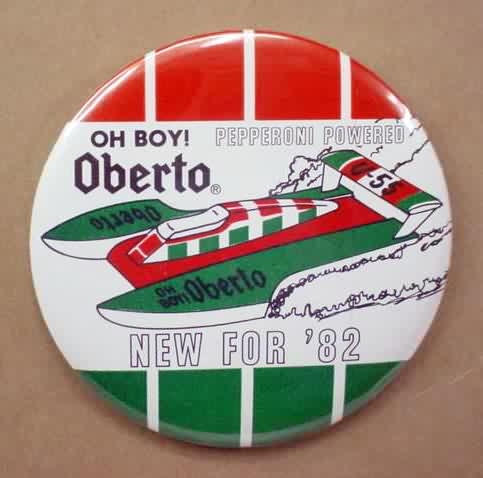 OH BOY! PEPPERONI POWERED
Oberto®
U-55
Oberto
OH BOY! Oberto
NEW FOR '82